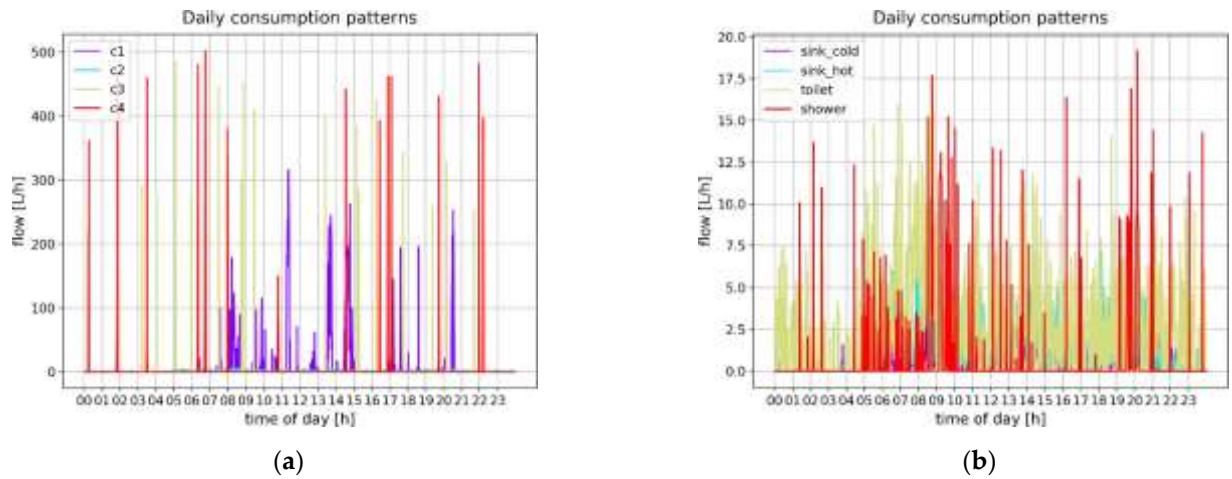 Daily consumption patterns
500
400
300
200
100
0
flow [L/h]
c1
c2
c3
c4
00 01 02 03 04 05 06 07 08 09 10 11 12 13 14 15 16 17 18 19 20 21 22 23
time of day [h]
(a)
Daily consumption patterns
20.0
17.5
15.0
12.5
10.0
7.5
5.0
2.5
0.0
flow [L/h]
sink_cold
sink_hot
toilet
shower
00 01 02 03 04 05 06 07 08 09 10 11 12 13 14 15 16 17 18 19 20 21 22 23
time of day [h]
(b)